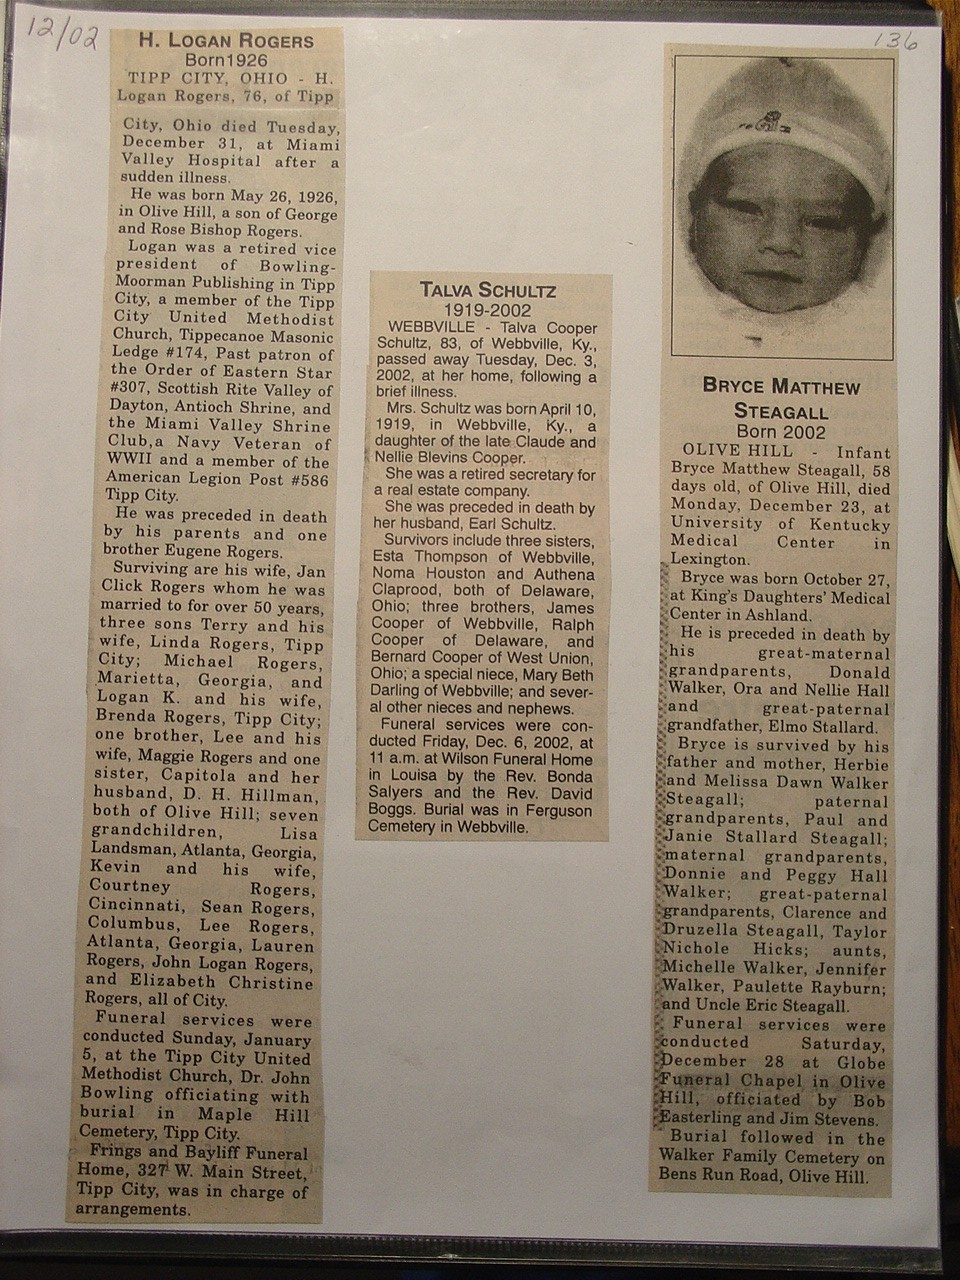 12/02
136
H. LOGAN ROGERS
Born1926
TIPP CITY, OHIO - H.
Logan Rogers, 76, of Tipp
City, Ohio died Tuesday,
December 31, at Miami
Valley Hospital after a
sudden illness.
He was born May 26, 1926,
in Olive Hill, a son of George
and Rose Bishop Rogers.
Logan was a retired vice
president of Bowling-
Moorman Publishing in Tipp
City, a member of the Tipp
City United Methodist
Church, Tippecanoe Masonic
Ledge #174, Past patron of
the Order of Eastern Star
#307, Scottish Rite Valley of
Dayton, Antioch Shrine, and
the Miami Valley Shrine
Club,a Navy Veteran of
WWII and a member of the
American Legion Post #586
Tipp City.
He was preceded in death
by his parents and one
brother Eugene Rogers.
Surviving are his wife, Jan
Click Rogers whom he was
married to for over 50 years,
three sons Terry and his
wife, Linda Rogers, Tipp
City; Michael Rogers,
Marietta, Georgia, and
Logan K. and his wife,
Brenda Rogers, Tipp City;
one brother, Lee and his
wife, Maggie Rogers and one
sister, Capitola and her
husband, D. H. Hillman,
both of Olive Hill; seven
grandchildren, Lisa
Landsman, Atlanta, Georgia,
Kevin and his wife,
Courtney Rogers,
Cincinnati, Sean Rogers,
Columbus, Lee Rogers,
Atlanta, Georgia, Lauren
Rogers, John Logan Rogers,
and Elizabeth Christine
Rogers, all of City.
Funeral services were
conducted Sunday, January
5, at the Tipp City United
Methodist Church, Dr. John
Bowling officiating with
burial in Maple Hill
Cemetery, Tipp City.
Frings and Bayliff Funeral
Home, 327 W. Main Street,
Tipp City, was in charge of
arrangements.
TALVA SCHULTZ
1919-2002
WEBBVILLE - Talva Cooper
Schultz, 83, of Webbville, Ky.,
passed away Tuesday, Dec. 3,
2002, at her home, following a
brief illness.
Mrs. Schultz was born April 10,
1919, in Webbville, Ky., a
daughter of the late Claude and
Nellie Blevins Cooper.
She was a retired secretary for
a real estate company.
She was preceded in death by
her husband, Earl Schultz.
Survivors include three sisters,
Esta Thompson of Webbville,
Noma Houston and Authena
Claprood, both of Delaware,
Ohio; three brothers, James
Cooper of Webbville, Ralph
Cooper of Delaware, and
Bernard Cooper of West Union,
Ohio; a special niece, Mary Beth
Darling of Webbville; and sever-
al other nieces and nephews.
Funeral services were con-
ducted Friday, Dec. 6, 2002, at
11 a.m. at Wilson Funeral Home
in Louisa by the Rev. Bonda
Salyers and the Rev. David
Boggs. Burial was in Ferguson
Cemetery in Webbville.
BRYCE MATTHEW
STEAGALL
Born 2002
OLIVE HILL - Infant
Bryce Matthew Steagall, 58
days old, of Olive Hill, died
Monday, December 23, at
University of Kentucky
Medical Center in
Lexington.
Bryce was born October 27,
at King's Daughters' Medical
Center in Ashland.
He is preceded in death by
his great-maternal
grandparents, Donald
Walker, Ora and Nellie Hall
and great-paternal
grandfather, Elmo Stallard.
Bryce is survived by his
father and mother, Herbie
and Melissa Dawn Walker
Steagall; paternal
grandparents, Paul and
Janie Stallard Steagall;
maternal grandparents,
Donnie and Peggy Hall
Walker; great-paternal
grandparents, Clarence and
Druzella Steagall, Taylor
Nichole Hicks; aunts,
Michelle Walker, Jennifer
Walker, Paulette Rayburn;
and Uncle Eric Steagall.
Funeral services were
conducted Saturday,
December 28 at Globe
Funeral Chapel in Olive
Hill, officiated by Bob
Easterling and Jim Stevens.
Burial followed in the
Walker Family Cemetery on
Bens Run Road, Olive Hill.